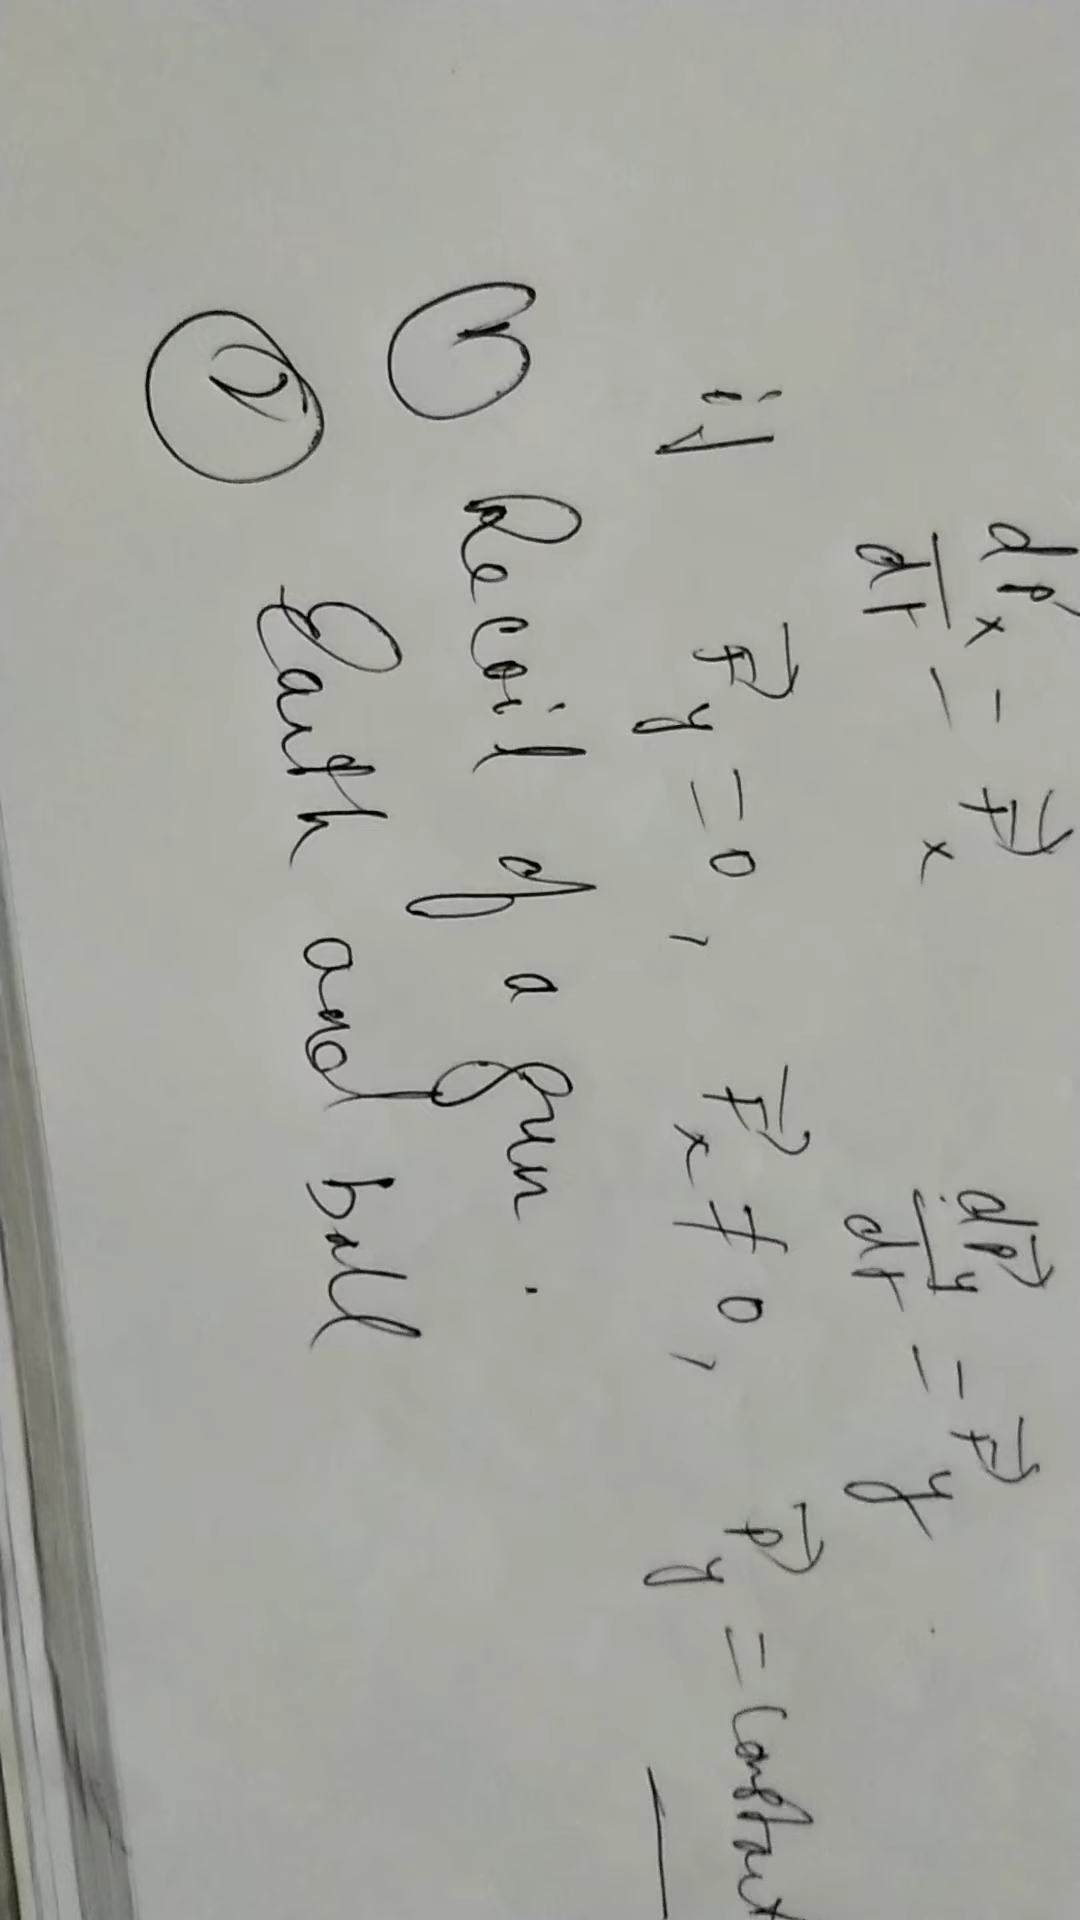 dp⃗x/dt = F⃗x   dp⃗y/dt = F⃗y
if F⃗y = 0, F⃗x ≠ 0, p⃗y = constant
① Recoil of a gun.
② Earth and ball